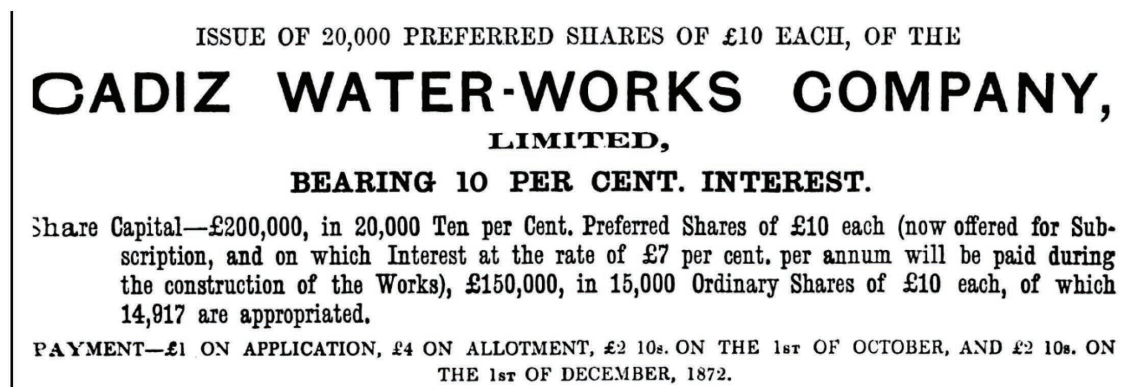 ISSUE OF 20,000 PREFERRED SHARES OF £10 EACH, OF THE
CADIZ WATER-WORKS COMPANY,
LIMITED,
BEARING 10 PER CENT. INTEREST.
Share Capital—£200,000, in 20,000 Ten per Cent. Preferred Shares of £10 each (now offered for Sub-
scription, and on which Interest at the rate of £7 per cent. per annum will be paid during
the construction of the Works), £150,000, in 15,000 Ordinary Shares of £10 each, of which
14,917 are appropriated.
PAYMENT—£1 ON APPLICATION, £4 ON ALLOTMENT, £2 10s. ON THE 1ST OF OCTOBER, AND £2 10s. ON
THE 1ST OF DECEMBER, 1872.